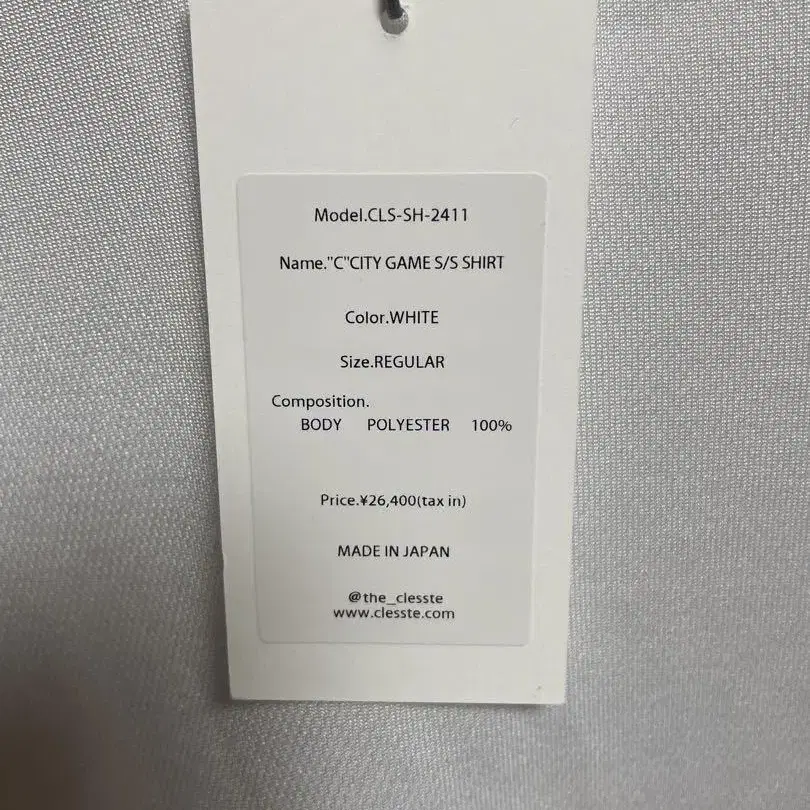 Model.CLS-SH-2411
Name."C"CITY GAME S/S SHIRT
Color.WHITE
Size.REGULAR
Composition.
BODY POLYESTER 100%
Price.¥26,400(tax in)
MADE IN JAPAN
@the_clesste
www.clesste.com